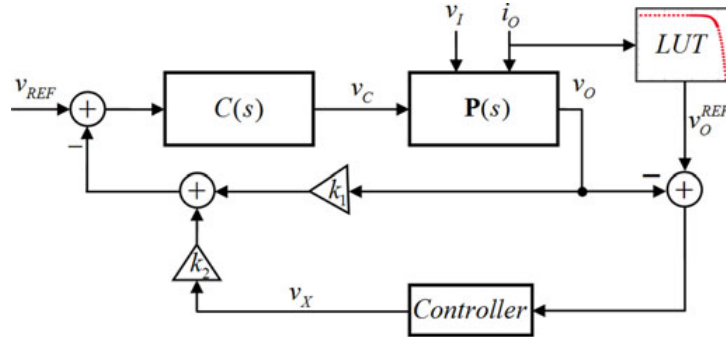 v_I
i_O
LUT
v_REF
+
C(s)
v_C
P(s)
v_O
v_O^REF
−
+
k_1
−
+
k_2
v_X
Controller